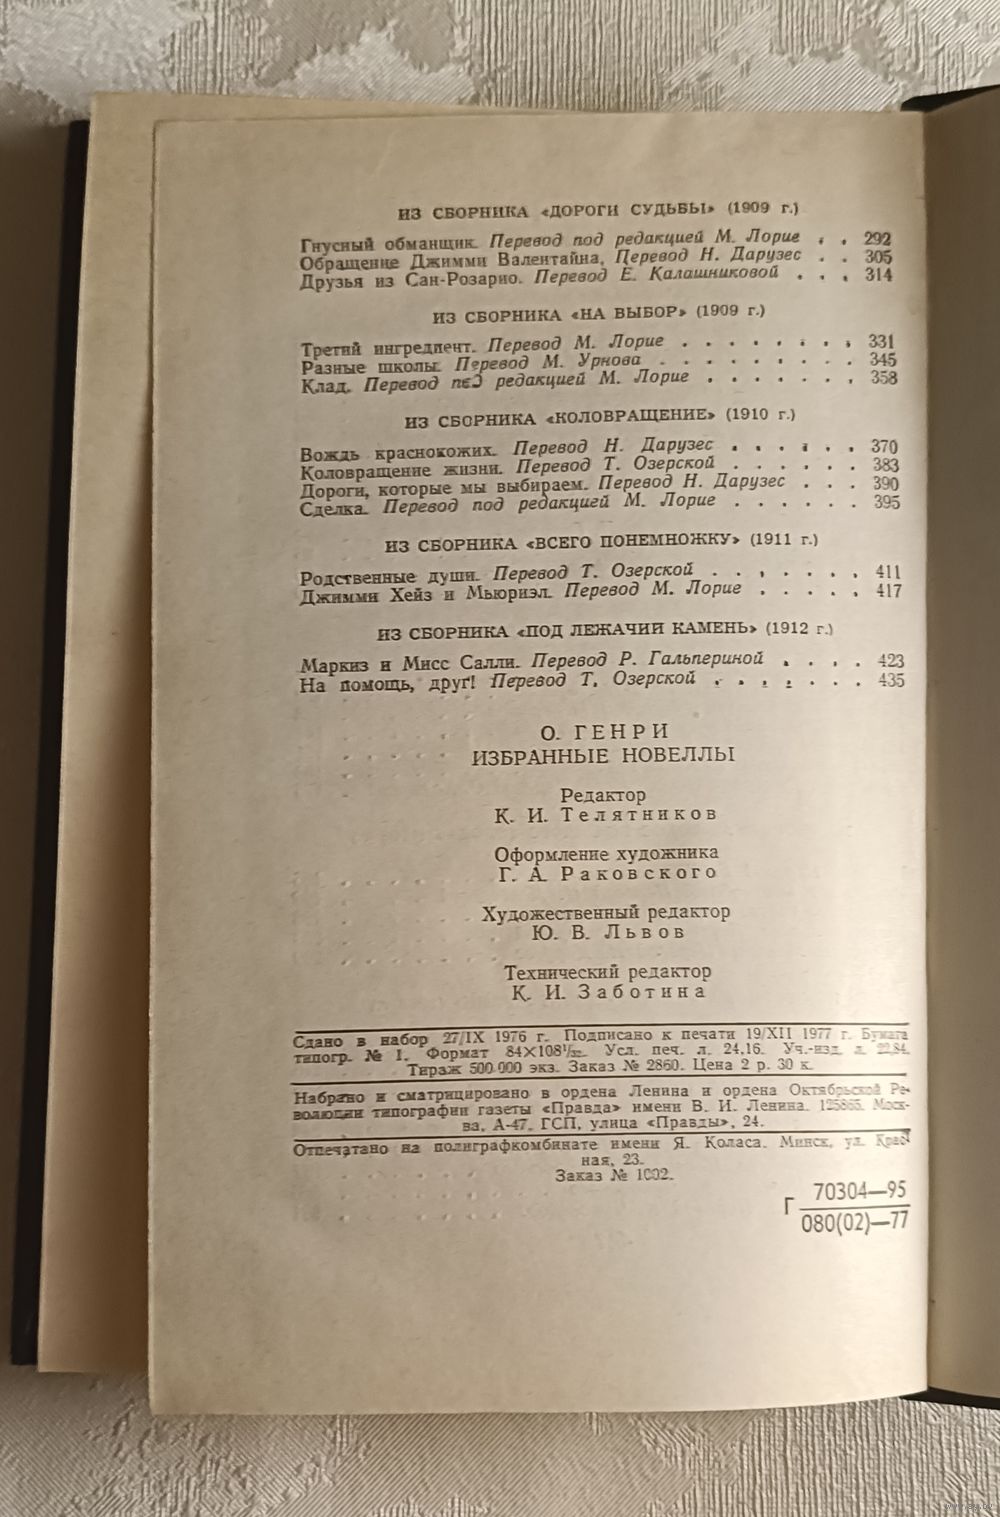 ИЗ СБОРНИКА «ДОРОГИ СУДЬБЫ» (1909 г.)
Гнусный обманщик. Перевод под редакцией М. Лорие . . 292
Обращение Джимми Валентайна. Перевод Н. Дарузес . . 305
Друзья из Сан-Розарио. Перевод Е. Калашниковой . . . 314
ИЗ СБОРНИКА «НА ВЫБОР» (1909 г.)
Третий ингредиент. Перевод М. Лорие . . . . . . . . 331
Разные школы. Перевод М. Урнова . . . . . . . . . 345
Клад. Перевод под редакцией М. Лорие . . . . . . . 358
ИЗ СБОРНИКА «КОЛОВРАЩЕНИЕ» (1910 г.)
Вождь краснокожих. Перевод Н. Дарузес . . . . . . 370
Коловращение жизни. Перевод Т. Озерской . . . . . . 383
Дороги, которые мы выбираем. Перевод Н. Дарузес . . . 390
Сделка. Перевод под редакцией М. Лорие . . . . . . 395
ИЗ СБОРНИКА «ВСЕГО ПОНЕМНОЖКУ» (1911 г.)
Родственные души. Перевод Т. Озерской . . . . . . . 411
Джимми Хейз и Мьюриэл. Перевод М. Лорие . . . . . 417
ИЗ СБОРНИКА «ПОД ЛЕЖАЧИЙ КАМЕНЬ» (1912 г.)
Маркиз и Мисс Салли. Перевод Р. Гальпериной . . . . 423
На помощь, друг! Перевод Т. Озерской . . . . . . . 435
О. ГЕНРИ
ИЗБРАННЫЕ НОВЕЛЛЫ
Редактор
К. И. Телятников
Оформление художника
Г. А. Раковского
Художественный редактор
Ю. В. Львов
Технический редактор
К. И. Заботина
Сдано в набор 27/IX 1976 г. Подписано к печати 19/XII 1977 г. Бумага
типогр. № 1. Формат 84×108¹/₃₂. Усл. печ. л. 24,16. Уч.-изд. л. 22,84.
Тираж 500 000 экз. Заказ № 2860. Цена 2 р. 30 к.
Набрано и сматрицировано в ордена Ленина и ордена Октябрьской Ре-
волюции типографии газеты «Правда» имени В. И. Ленина. 125865. Моск-
ва, А-47, ГСП, улица «Правды», 24.
Отпечатано на полиграфкомбинате имени Я. Коласа. Минск, ул. Крас-
ная, 23.
Заказ № 1002.
Г 70304—95
080(02)—77